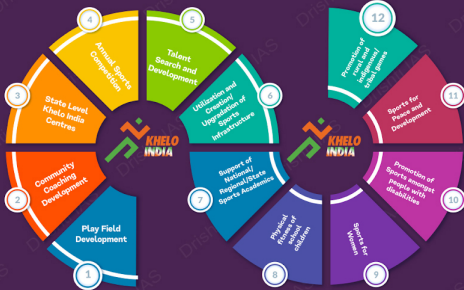 1
Play Field
Development
2
Community
Coaching
Development
3
State Level
Khelo India
Centres
4
Annual Sports
Competition
5
Talent
Search and
Development
6
Utilization and
Creation/
Upgradation of
Sports
Infrastructure
KHELO
INDIA
7
Support of
National/
Regional/State
Sports Academics
8
Physical
fitness of
school
children
9
Sports for
Women
10
Promotion of
Sports amongst
people with
disabilities
11
Sports for
Peace and
Development
12
Promotion of
rural and
indigenous/
tribal games
KHELO
INDIA